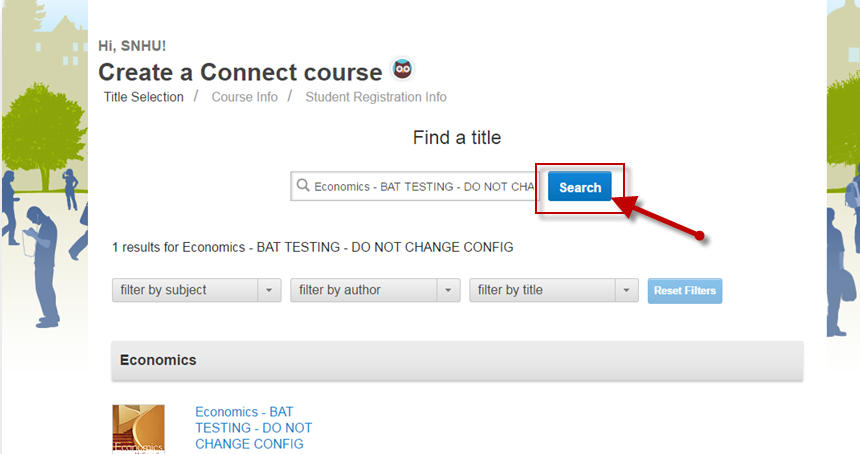 Hi, SNHU!
Create a Connect course
Title Selection / Course Info / Student Registration Info
Find a title
Economics - BAT TESTING - DO NOT CHA Search
1 results for Economics - BAT TESTING - DO NOT CHANGE CONFIG
filter by subject filter by author filter by title Reset Filters
Economics
Economics - BAT
TESTING - DO NOT
CHANGE CONFIG
Economics